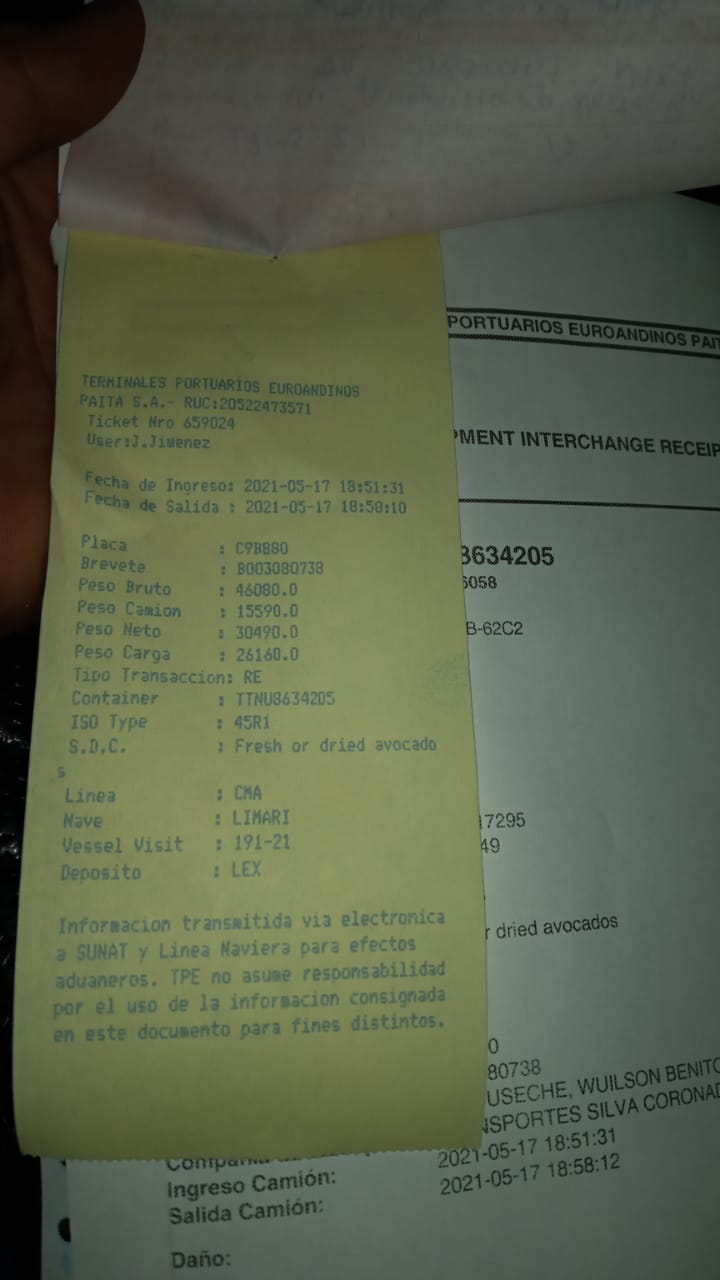 TERMINALES PORTUARIOS EUROANDINOS
PAITA S.A.- RUC:20522473571
Ticket Nro 659024
User:J.Jimenez
Fecha de Ingreso: 2021-05-17 18:51:31
Fecha de Salida : 2021-05-17 18:58:10
Placa : C9B880
Brevete : B003080738
Peso Bruto : 46080.0
Peso Camion : 15590.0
Peso Neto : 30490.0
Peso Carga : 26160.0
Tipo Transaccion: RE
Container : TTNU8634205
ISO Type : 45R1
S.D.C. : Fresh or dried avocado
s
Linea : CMA
Nave : LIMARI
Vessel Visit : 191-21
Deposito : LEX
Informacion transmitida via electronica
a SUNAT y Linea Naviera para efectos
aduaneros. TPE no asume responsabilidad
por el uso de la informacion consignada
en este documento para fines distintos.
PORTUARIOS EUROANDINOS PAIT
PMENT INTERCHANGE RECEIP
8634205
6058
B-62C2
17295
49
r dried avocados
0
80738
USECHE, WUILSON BENITO
NSPORTES SILVA CORONAD
Ingreso Camión: 2021-05-17 18:51:31
Salida Camión: 2021-05-17 18:58:12
Daño: